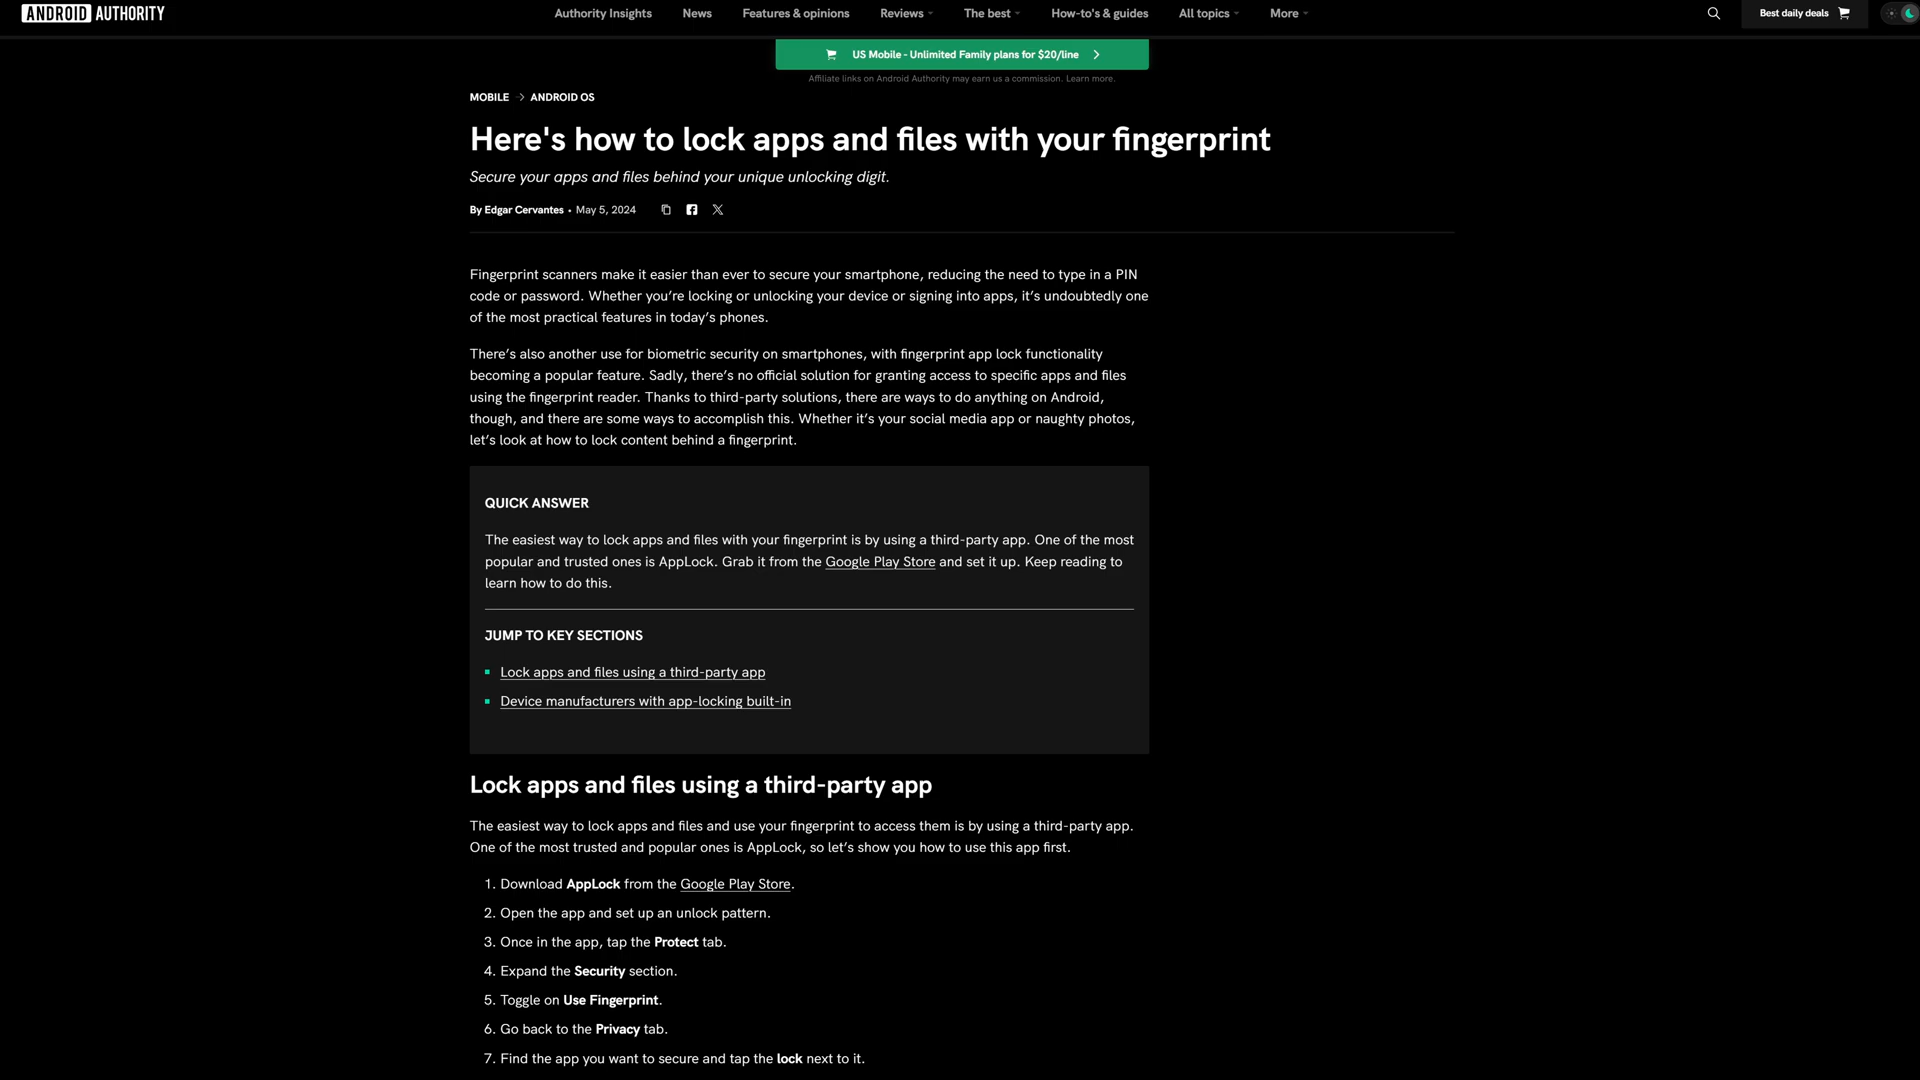 ANDROID AUTHORITY
Authority Insights
News
Features & opinions
Reviews
The best
How-to's & guides
All topics
More
Best daily deals
US Mobile - Unlimited Family plans for $20/line
Affiliate links on Android Authority may earn us a commission. Learn more.
MOBILE
ANDROID OS
Here's how to lock apps and files with your fingerprint
Secure your apps and files behind your unique unlocking digit.
By Edgar Cervantes • May 5, 2024
Fingerprint scanners make it easier than ever to secure your smartphone, reducing the need to type in a PIN
code or password. Whether you’re locking or unlocking your device or signing into apps, it’s undoubtedly one
of the most practical features in today’s phones.
There’s also another use for biometric security on smartphones, with fingerprint app lock functionality
becoming a popular feature. Sadly, there’s no official solution for granting access to specific apps and files
using the fingerprint reader. Thanks to third-party solutions, there are ways to do anything on Android,
though, and there are some ways to accomplish this. Whether it’s your social media app or naughty photos,
let’s look at how to lock content behind a fingerprint.
QUICK ANSWER
The easiest way to lock apps and files with your fingerprint is by using a third-party app. One of the most
popular and trusted ones is AppLock. Grab it from the Google Play Store and set it up. Keep reading to
learn how to do this.
JUMP TO KEY SECTIONS
Lock apps and files using a third-party app
Device manufacturers with app-locking built-in
Lock apps and files using a third-party app
The easiest way to lock apps and files and use your fingerprint to access them is by using a third-party app.
One of the most trusted and popular ones is AppLock, so let’s show you how to use this app first.
1. Download AppLock from the Google Play Store.
2. Open the app and set up an unlock pattern.
3. Once in the app, tap the Protect tab.
4. Expand the Security section.
5. Toggle on Use Fingerprint.
6. Go back to the Privacy tab.
7. Find the app you want to secure and tap the lock next to it.